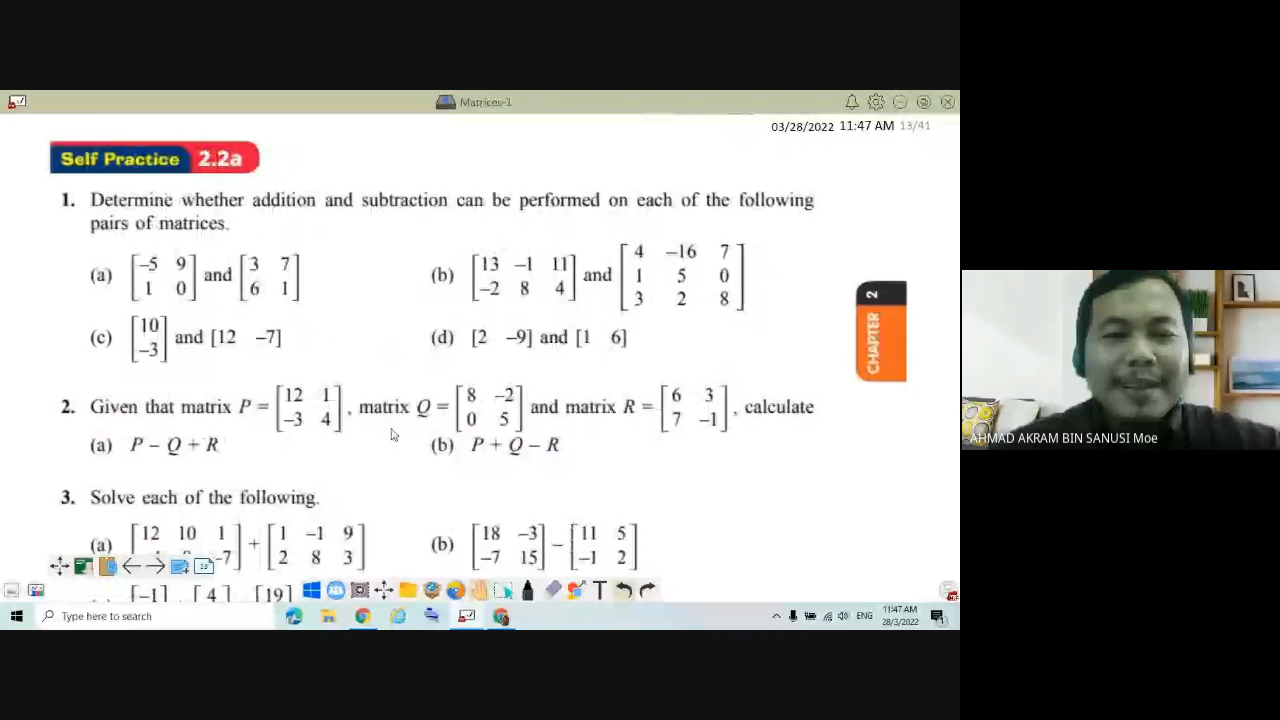 Matrices-1
03/28/2022 11:47 AM 13/41
Self Practice 2.2a
1. Determine whether addition and subtraction can be performed on each of the following
pairs of matrices.
(a) [−5 9; 1 0] and [3 7; 6 1] (b) [13 −1 11; −2 8 4] and [4 −16 7; 1 5 0; 3 2 8]
(c) [10; −3] and [12 −7] (d) [2 −9] and [1 6]
CHAPTER 2
2. Given that matrix P = [12 1; −3 4], matrix Q = [8 −2; 0 5] and matrix R = [6 3; 7 −1], calculate
(a) P − Q + R (b) P + Q − R
3. Solve each of the following.
(a) [12 10 1; −7] + [1 −1 9; 2 8 3] (b) [18 −3; −7 15] − [11 5; −1 2]
[−1] [4] [19]
AHMAD AKRAM BIN SANUSI Moe
Type here to search
ENG
11:47 AM
28/3/2022